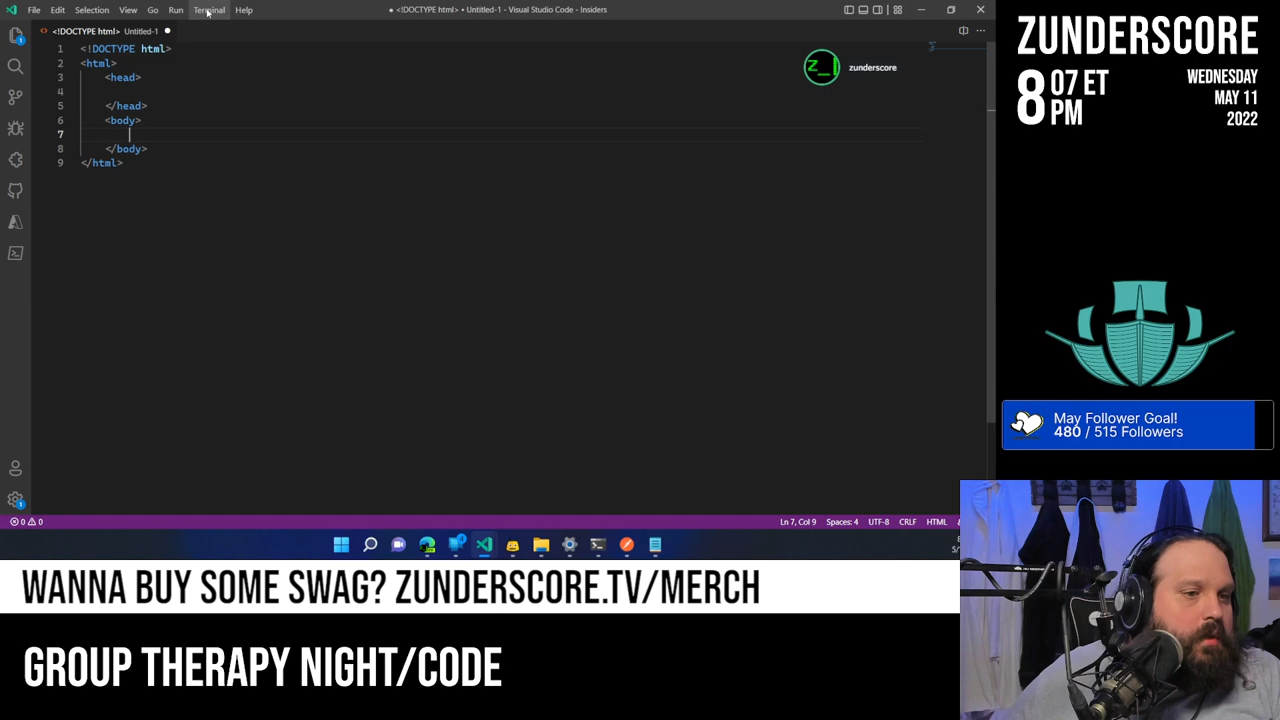 File Edit Selection View Go Run Terminal Help
● <!DOCTYPE html> • Untitled-1 - Visual Studio Code - Insiders
<!DOCTYPE html> Untitled-1 ●
1 <!DOCTYPE html>
2 <html>
3 <head>
4
5 </head>
6 <body>
7
8 </body>
9 </html>
z_
zunderscore
Ln 7, Col 9 Spaces: 4 UTF-8 CRLF HTML
0 0
ZUNDERSCORE
8 07 ET
PM
WEDNESDAY
MAY 11
2022
May Follower Goal!
480 / 515 Followers
WANNA BUY SOME SWAG? ZUNDERSCORE.TV/MERCH
GROUP THERAPY NIGHT/CODE